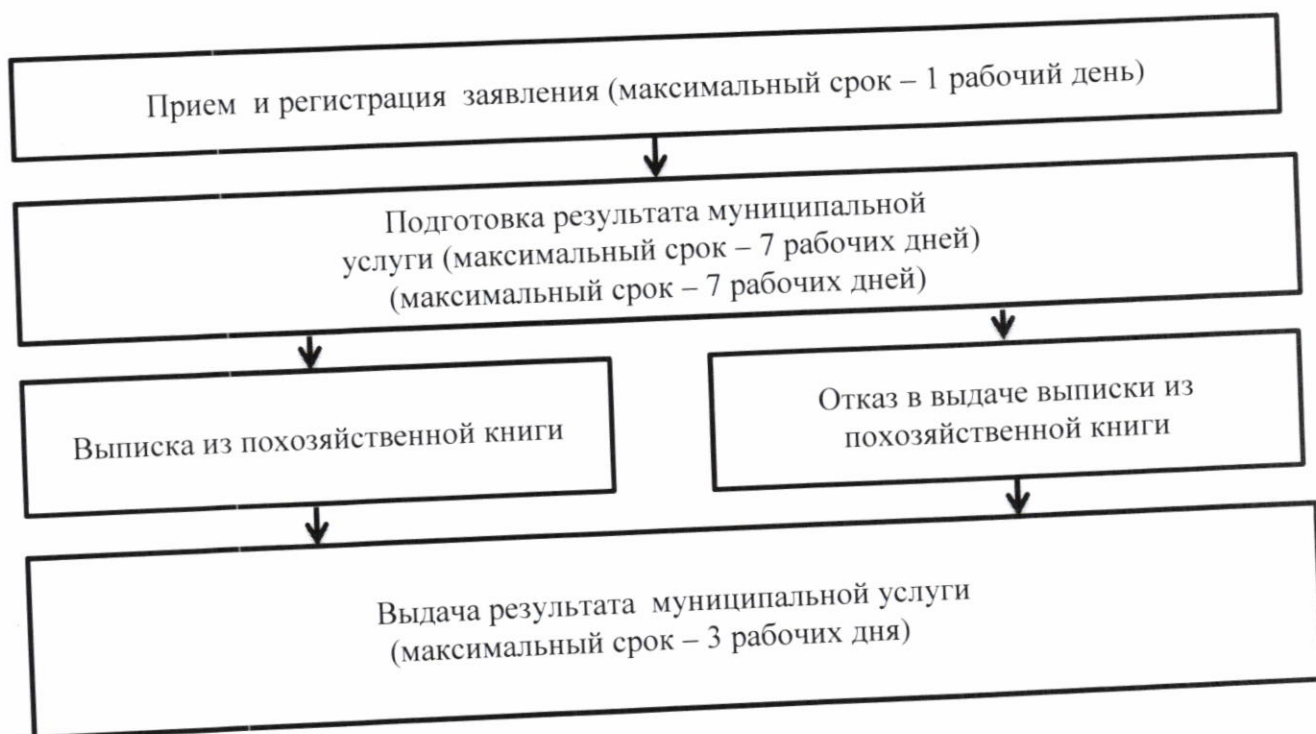 Прием и регистрация заявления (максимальный срок – 1 рабочий день)
Подготовка результата муниципальной
услуги (максимальный срок – 7 рабочих дней)
(максимальный срок – 7 рабочих дней)
Выписка из похозяйственной книги
Отказ в выдаче выписки из
похозяйственной книги
Выдача результата муниципальной услуги
(максимальный срок – 3 рабочих дня)